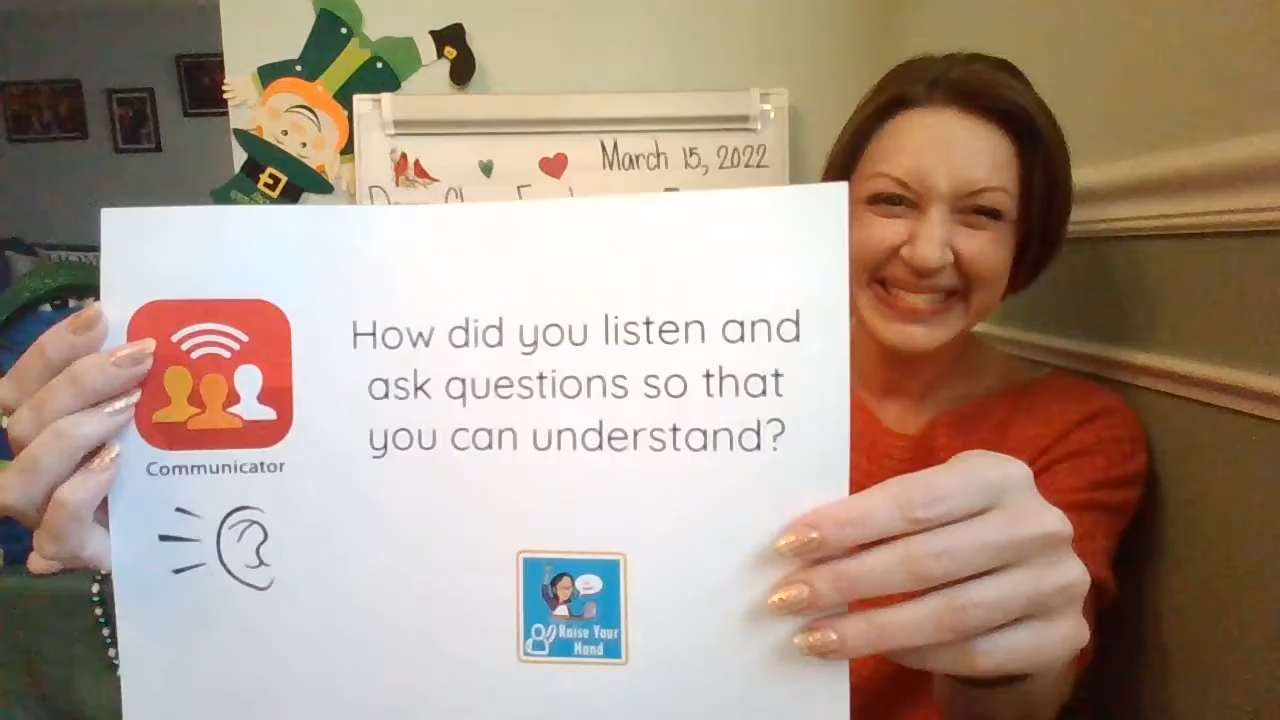 March 15, 2022
How did you listen and
ask questions so that
you can understand?
Communicator
Raise Your
Hand